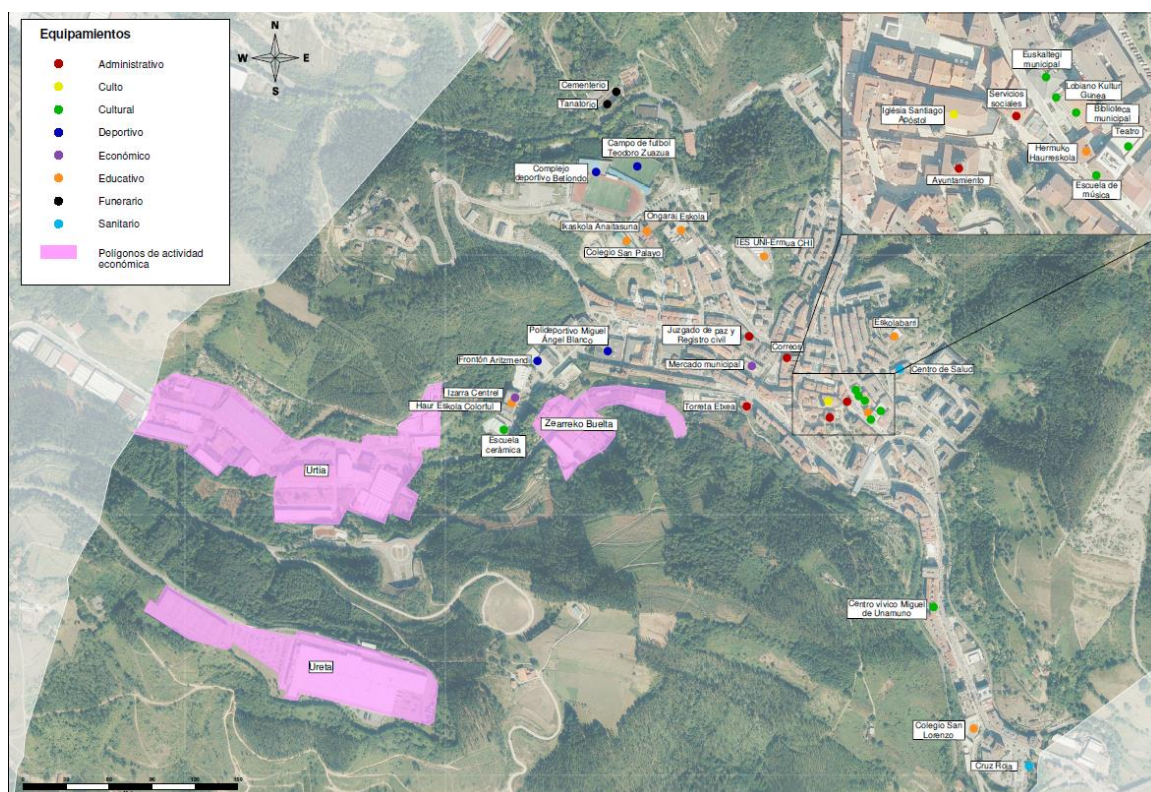 Equipamientos
Administrativo
Culto
Cultural
Deportivo
Económico
Educativo
Funerario
Sanitario
Polígonos de actividad
económica
N
W
E
S
Cementerio
Tanatorio
Campo de futbol
Teodoro Zuazua
Complejo
deportivo Betiondo
Ongarai Eskola
Ikaskola Anaitasuna
Colegio San Palayo
IES UNI-Ermua CHI
Euskaltegi
municipal
Lobiano Kultur
Gunea
Servicios
sociales
Biblioteca
municipal
Iglésia Santiago
Apóstol
Teatro
Hermuko
Haurreskola
Ayuntamiento
Escuela de
música
Polideportivo Miguel
Ángel Blanco
Juzgado de paz y
Registro civil
Eskolabarri
Correos
Frontón Aritzmendi
Mercado municipal
Centro de Salud
Izarra Centrel
Haur Eskola Colorful
Torreta Etxea
Zearreko Buelta
Escuela
cerámica
Urtia
Centro vívico Miguel
de Unamuno
Ureta
Colegio San
Lorenzo
Cruz Roja